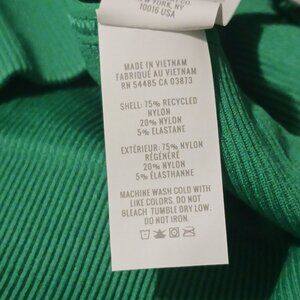 YORK, NY
10016 USA
MADE IN VIETNAM
FABRIQUÉ AU VIETNAM
RN 54485 CA 03873
SHELL: 75% RECYCLED
NYLON
20% NYLON
5% ELASTANE
EXTÉRIEUR: 75% NYLON
RÉGÉNÉRÉ
20% NYLON
5% ÉLASTHANNE
MACHINE WASH COLD WITH
LIKE COLORS. DO NOT
BLEACH. TUMBLE DRY LOW.
DO NOT IRON.